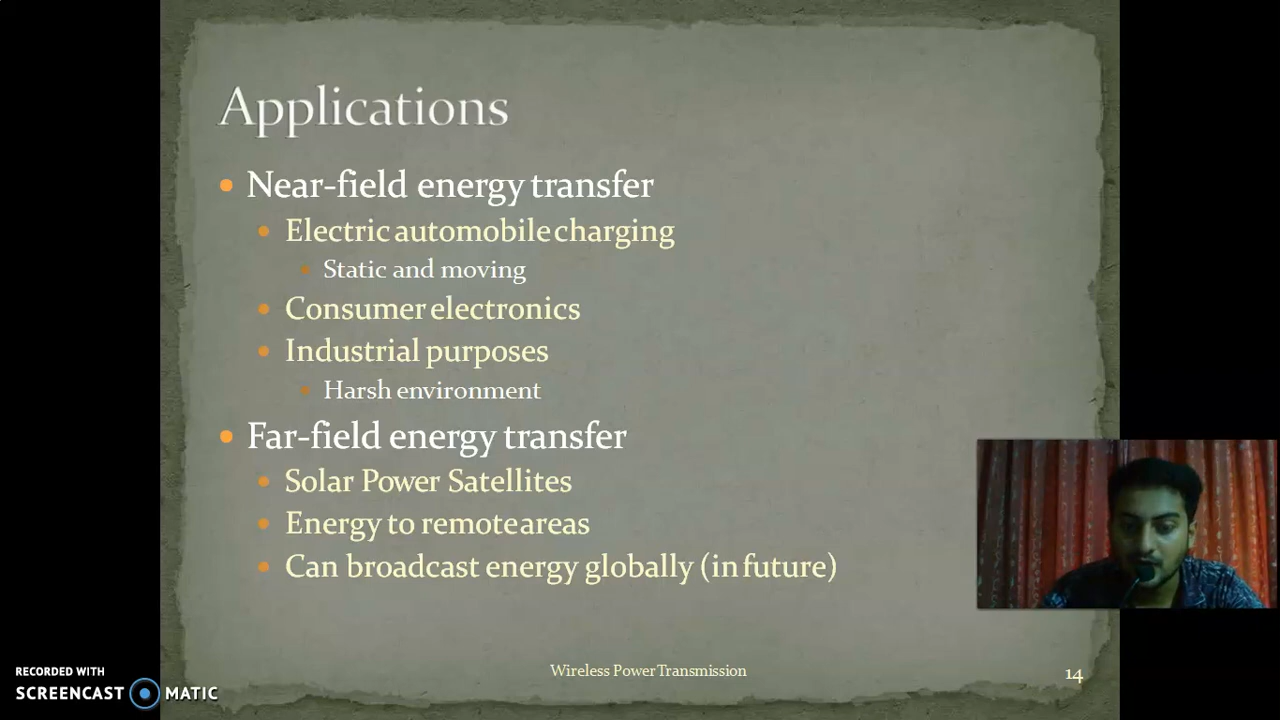 Applications
Near-field energy transfer
Electric automobile charging
Static and moving
Consumer electronics
Industrial purposes
Harsh environment
Far-field energy transfer
Solar Power Satellites
Energy to remote areas
Can broadcast energy globally (in future)
Wireless Power Transmission
14
RECORDED WITH
SCREENCAST MATIC